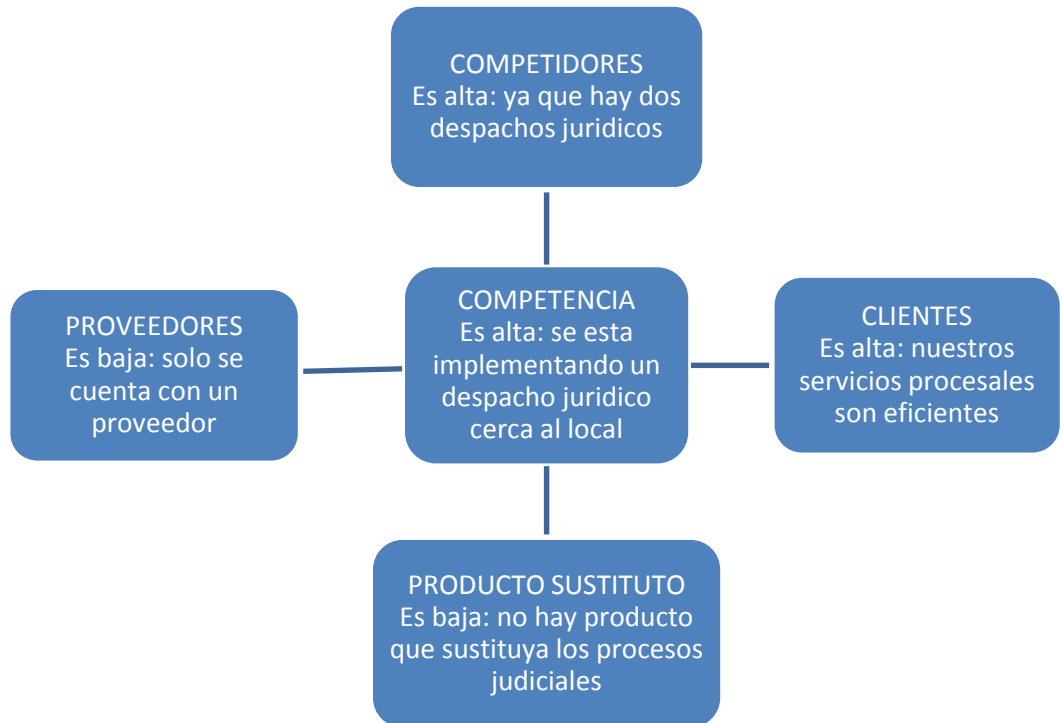 COMPETIDORES
Es alta: ya que hay dos
despachos juridicos
PROVEEDORES
Es baja: solo se
cuenta con un
proveedor
COMPETENCIA
Es alta: se esta
implementando un
despacho juridico
cerca al local
CLIENTES
Es alta: nuestros
servicios procesales
son eficientes
PRODUCTO SUSTITUTO
Es baja: no hay producto
que sustituya los procesos
judiciales